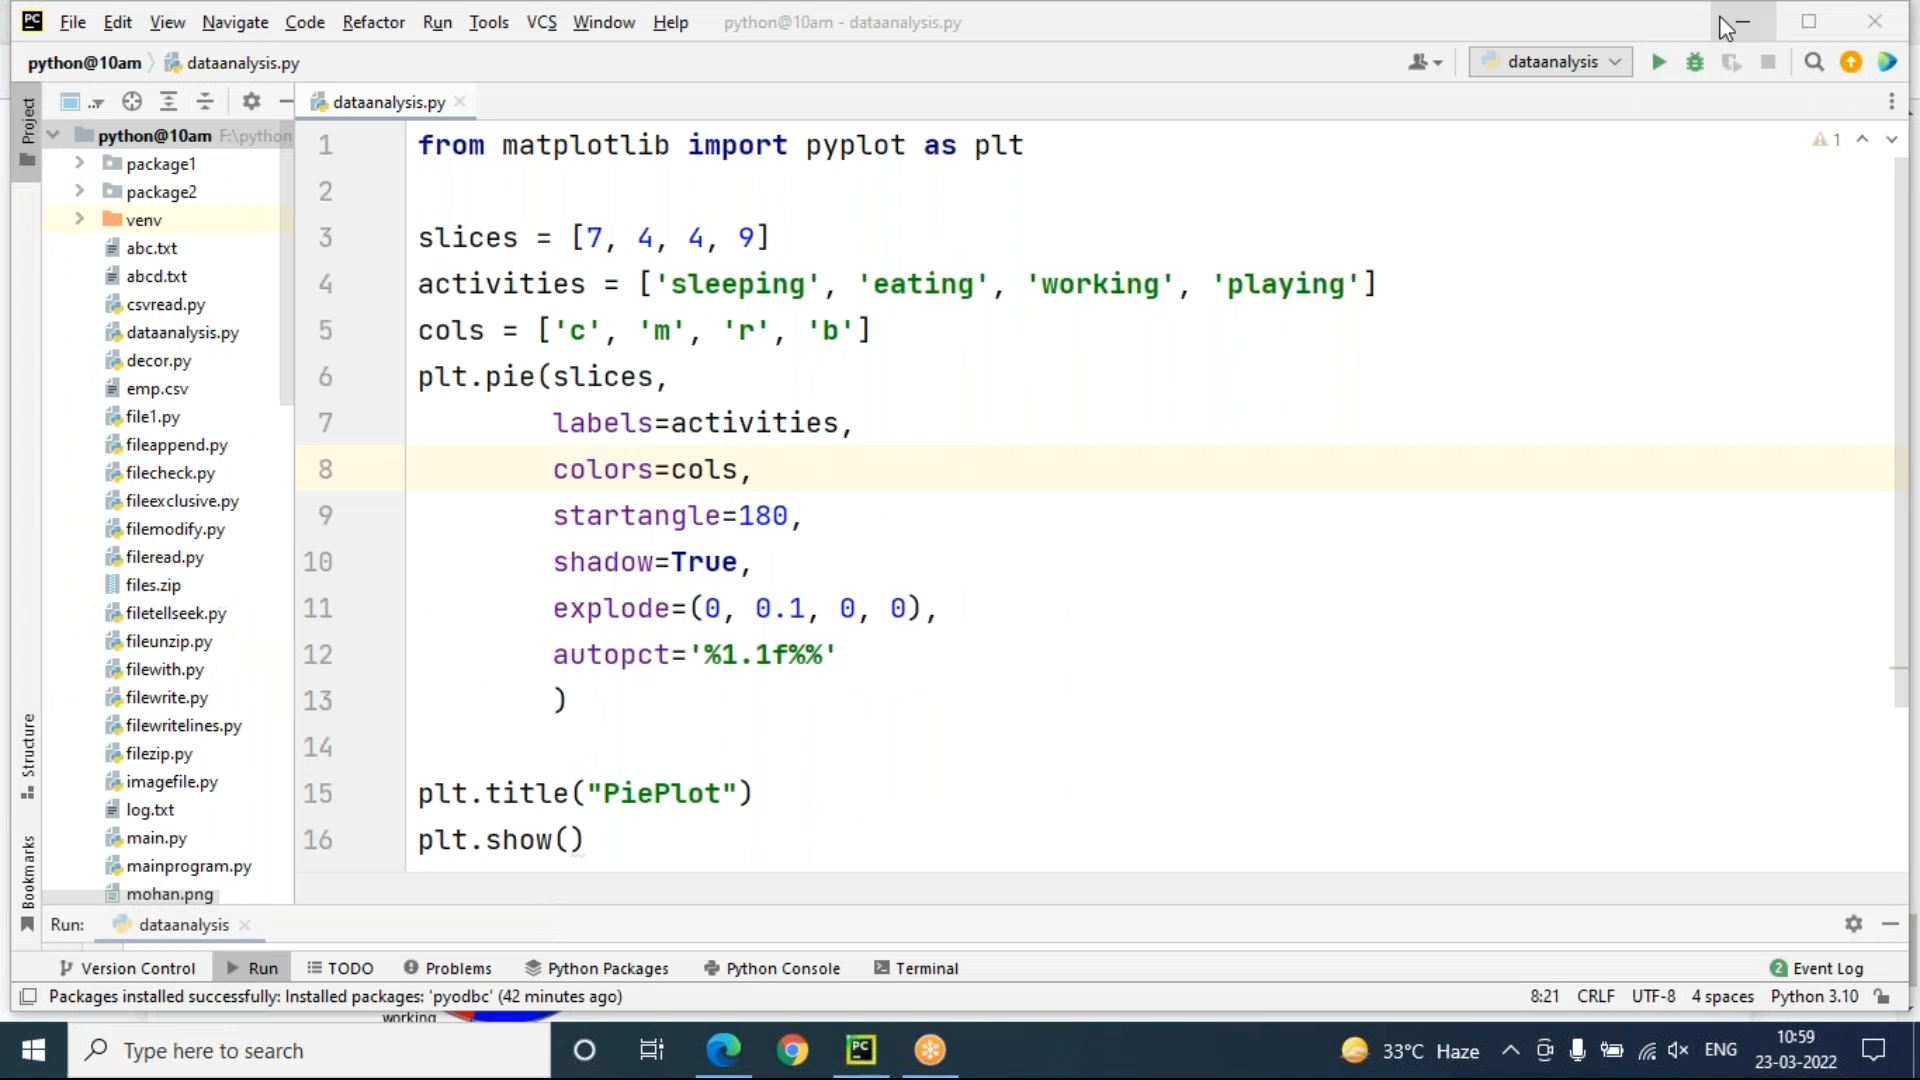 PC File Edit View Navigate Code Refactor Run Tools VCS Window Help python@10am - dataanalysis.py
python@10am dataanalysis.py dataanalysis
Project
dataanalysis.py
python@10am F:\python
package1
package2
venv
abc.txt
abcd.txt
csvread.py
dataanalysis.py
decor.py
emp.csv
file1.py
fileappend.py
filecheck.py
fileexclusive.py
filemodify.py
fileread.py
files.zip
filetellseek.py
fileunzip.py
filewith.py
filewrite.py
filewritelines.py
filezip.py
imagefile.py
log.txt
main.py
mainprogram.py
mohan.png
Structure
Bookmarks
1
1 from matplotlib import pyplot as plt
2
3 slices = [7, 4, 4, 9]
4 activities = ['sleeping', 'eating', 'working', 'playing']
5 cols = ['c', 'm', 'r', 'b']
6 plt.pie(slices,
7 labels=activities,
8 colors=cols,
9 startangle=180,
10 shadow=True,
11 explode=(0, 0.1, 0, 0),
12 autopct='%1.1f%%'
13 )
14
15 plt.title("PiePlot")
16 plt.show()
Run: dataanalysis
Version Control Run TODO Problems Python Packages Python Console Terminal 2 Event Log
Packages installed successfully: Installed packages: 'pyodbc' (42 minutes ago) 8:21 CRLF UTF-8 4 spaces Python 3.10
working
Type here to search PC 33°C Haze ENG
10:59
23-03-2022